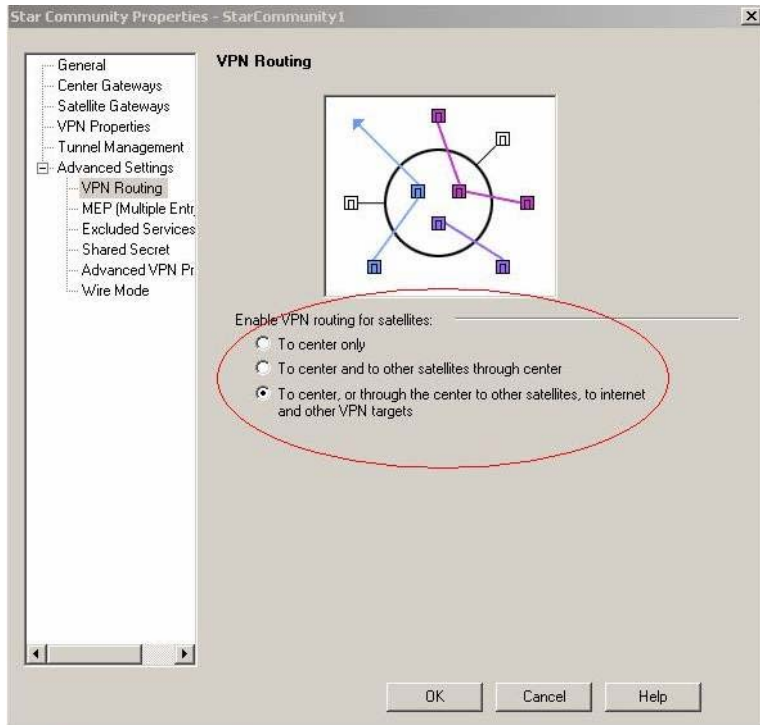 Star Community Properties - StarCommunity1
General
Center Gateways
Satellite Gateways
VPN Properties
Tunnel Management
Advanced Settings
VPN Routing
MEP (Multiple Entr
Excluded Services
Shared Secret
Advanced VPN Pr
Wire Mode
VPN Routing
Enable VPN routing for satellites:
To center only
To center and to other satellites through center
To center, or through the center to other satellites, to internet
and other VPN targets
OK
Cancel
Help